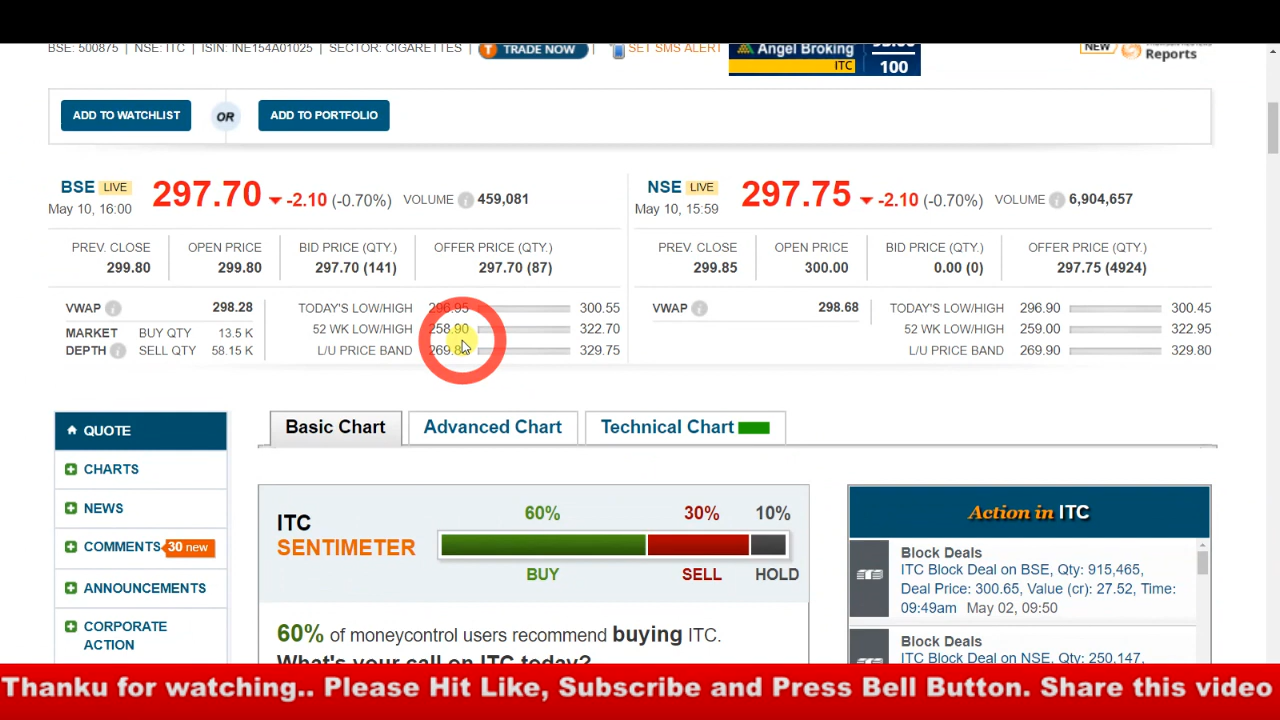 BSE: 500875 | NSE: ITC | ISIN: INE154A01025 | SECTOR: CIGARETTES | T TRADE NOW | SET SMS ALERT
Angel Broking
ITC
100
NEW
Reports
ADD TO WATCHLIST OR ADD TO PORTFOLIO
BSE LIVE 297.70 -2.10 (-0.70%) VOLUME i 459,081
May 10, 16:00
PREV. CLOSE OPEN PRICE BID PRICE (QTY.) OFFER PRICE (QTY.)
299.80 299.80 297.70 (141) 297.70 (87)
VWAP i 298.28
MARKET DEPTH i
BUY QTY 13.5 K
SELL QTY 58.15 K
TODAY'S LOW/HIGH 296.95 300.55
52 WK LOW/HIGH 258.90 322.70
L/U PRICE BAND 329.75
NSE LIVE 297.75 -2.10 (-0.70%) VOLUME i 6,904,657
May 10, 15:59
PREV. CLOSE OPEN PRICE BID PRICE (QTY.) OFFER PRICE (QTY.)
299.85 300.00 0.00 (0) 297.75 (4924)
VWAP i 298.68
TODAY'S LOW/HIGH 296.90 300.45
52 WK LOW/HIGH 259.00 322.95
L/U PRICE BAND 269.90 329.80
QUOTE
CHARTS
NEWS
COMMENTS 30 new
ANNOUNCEMENTS
CORPORATE
ACTION
Basic Chart Advanced Chart Technical Chart
ITC
SENTIMETER
60% 30% 10%
BUY SELL HOLD
60% of moneycontrol users recommend buying ITC.
What's your call on ITC today?
Action in ITC
Block Deals
ITC Block Deal on BSE, Qty: 915,465,
Deal Price: 300.65, Value (cr): 27.52, Time:
09:49am May 02, 09:50
Block Deals
ITC Block Deal on NSE, Qty: 250,147,
Thanku for watching.. Please Hit Like, Subscribe and Press Bell Button. Share this video